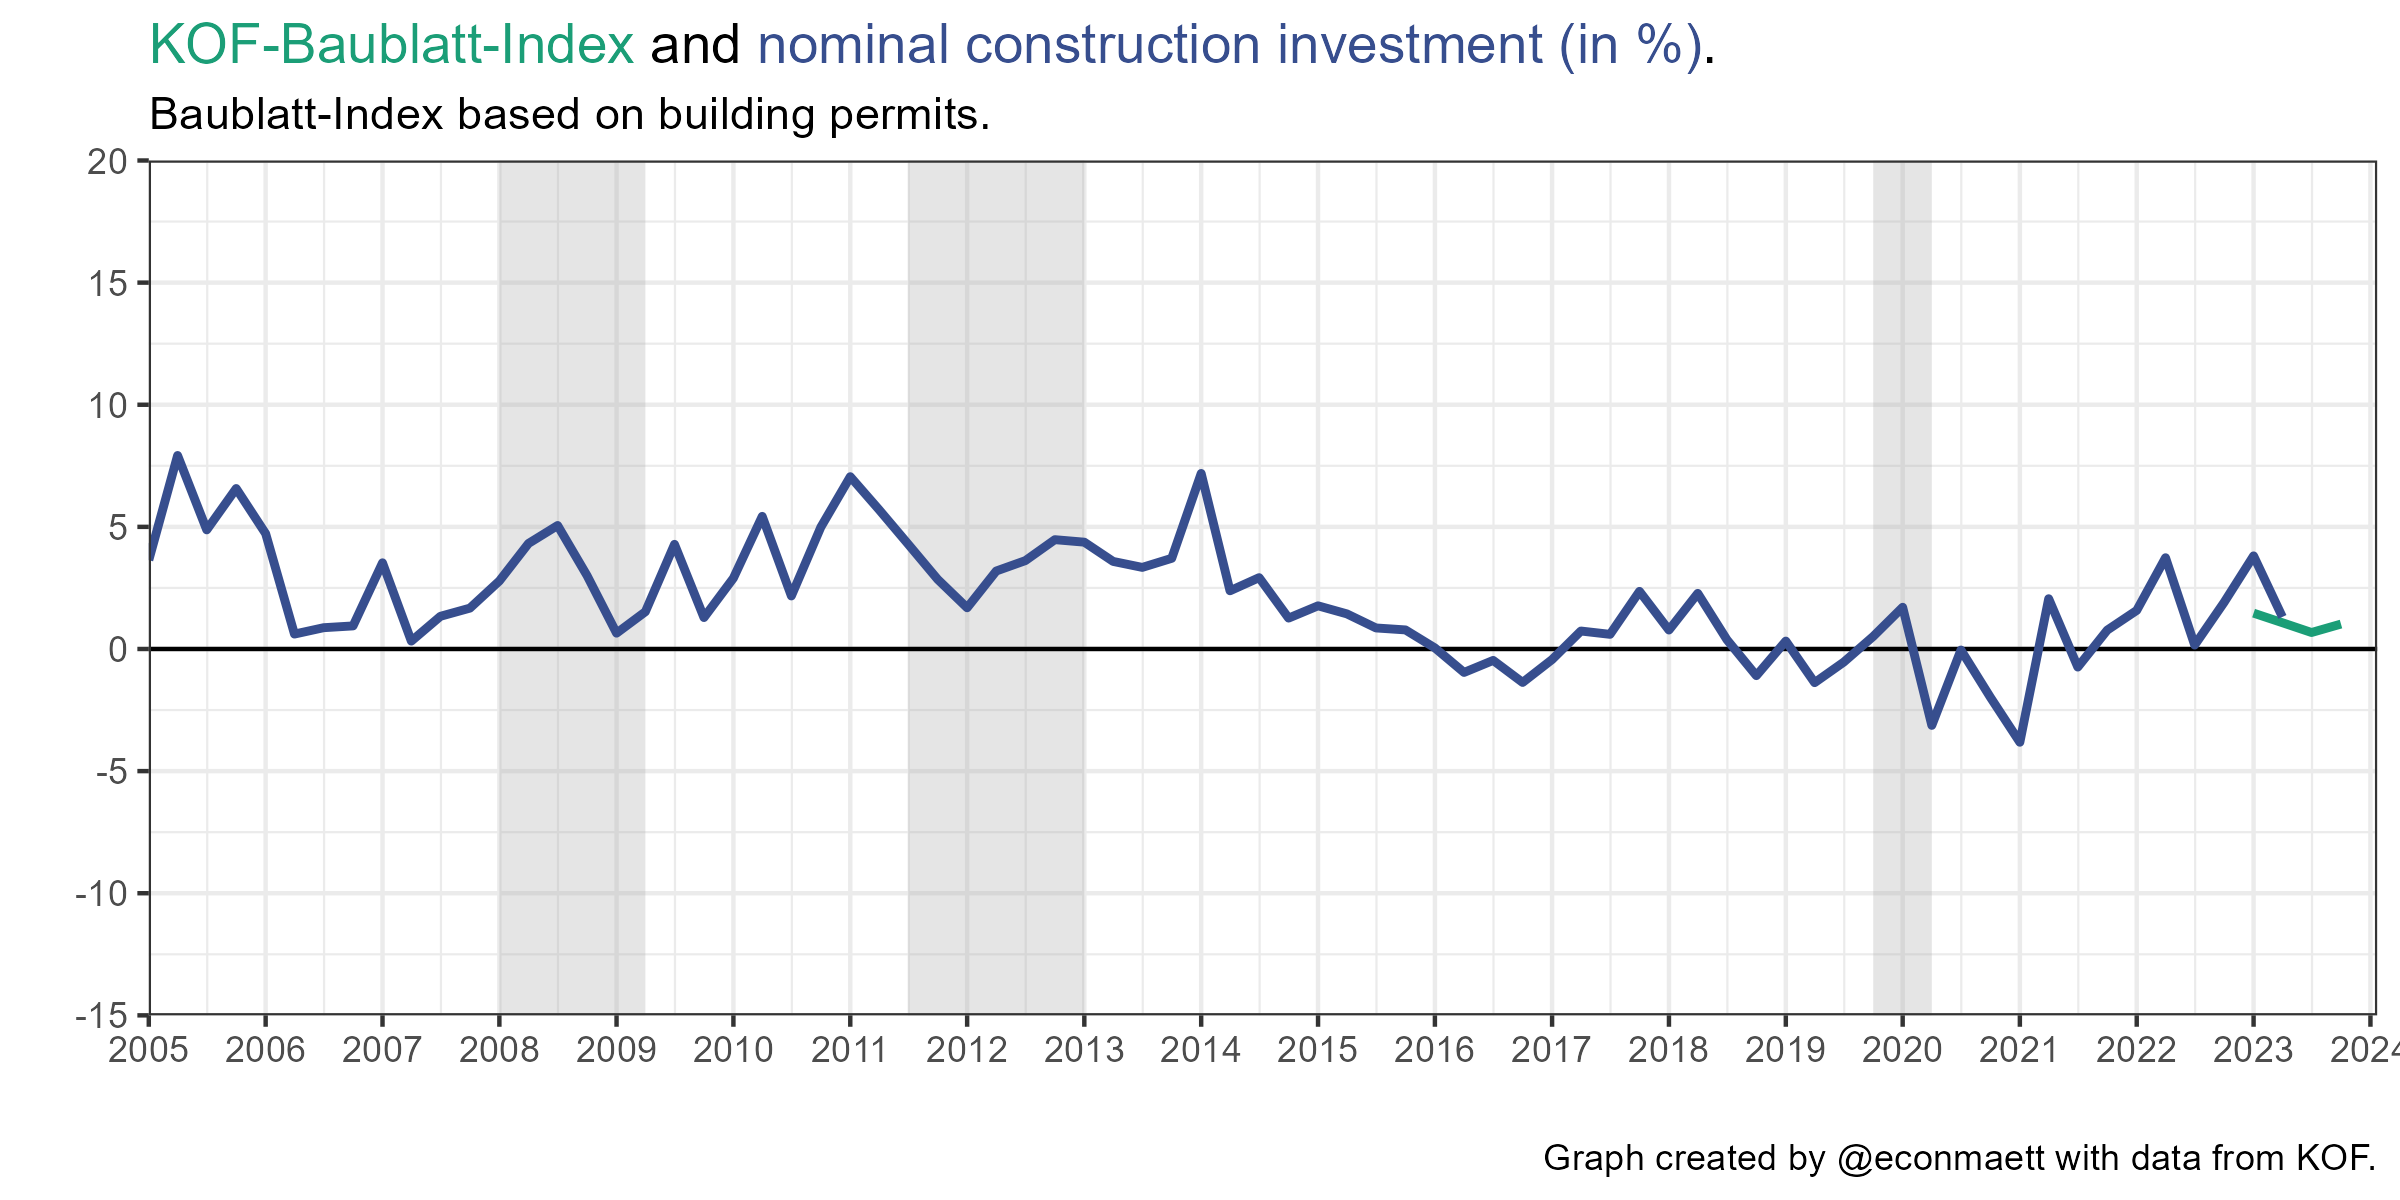 KOF-Baublatt-Index and nominal construction investment (in %).
Baublatt-Index based on building permits.
20
15
10
5
0
-5
-10
-15
2005 2006 2007 2008 2009 2010 2011 2012 2013 2014 2015 2016 2017 2018 2019 2020 2021 2022 2023 2024
Graph created by @econmaett with data from KOF.